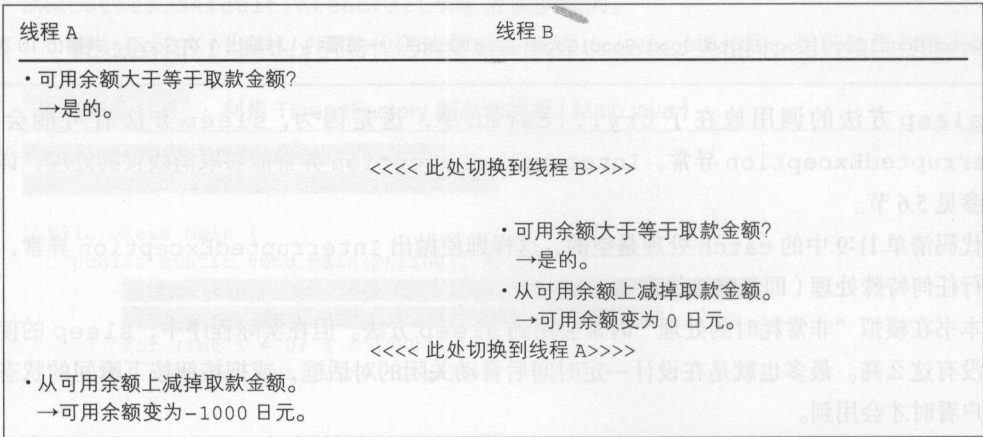 线程 A
线程 B
·可用余额大于等于取款金额?
→是的。
<<<< 此处切换到线程 B>>>>
·可用余额大于等于取款金额?
→是的。
·从可用余额上减掉取款金额。
→可用余额变为 0 日元。
<<<< 此处切换到线程 A>>>>
·从可用余额上减掉取款金额。
→可用余额变为-1000 日元。